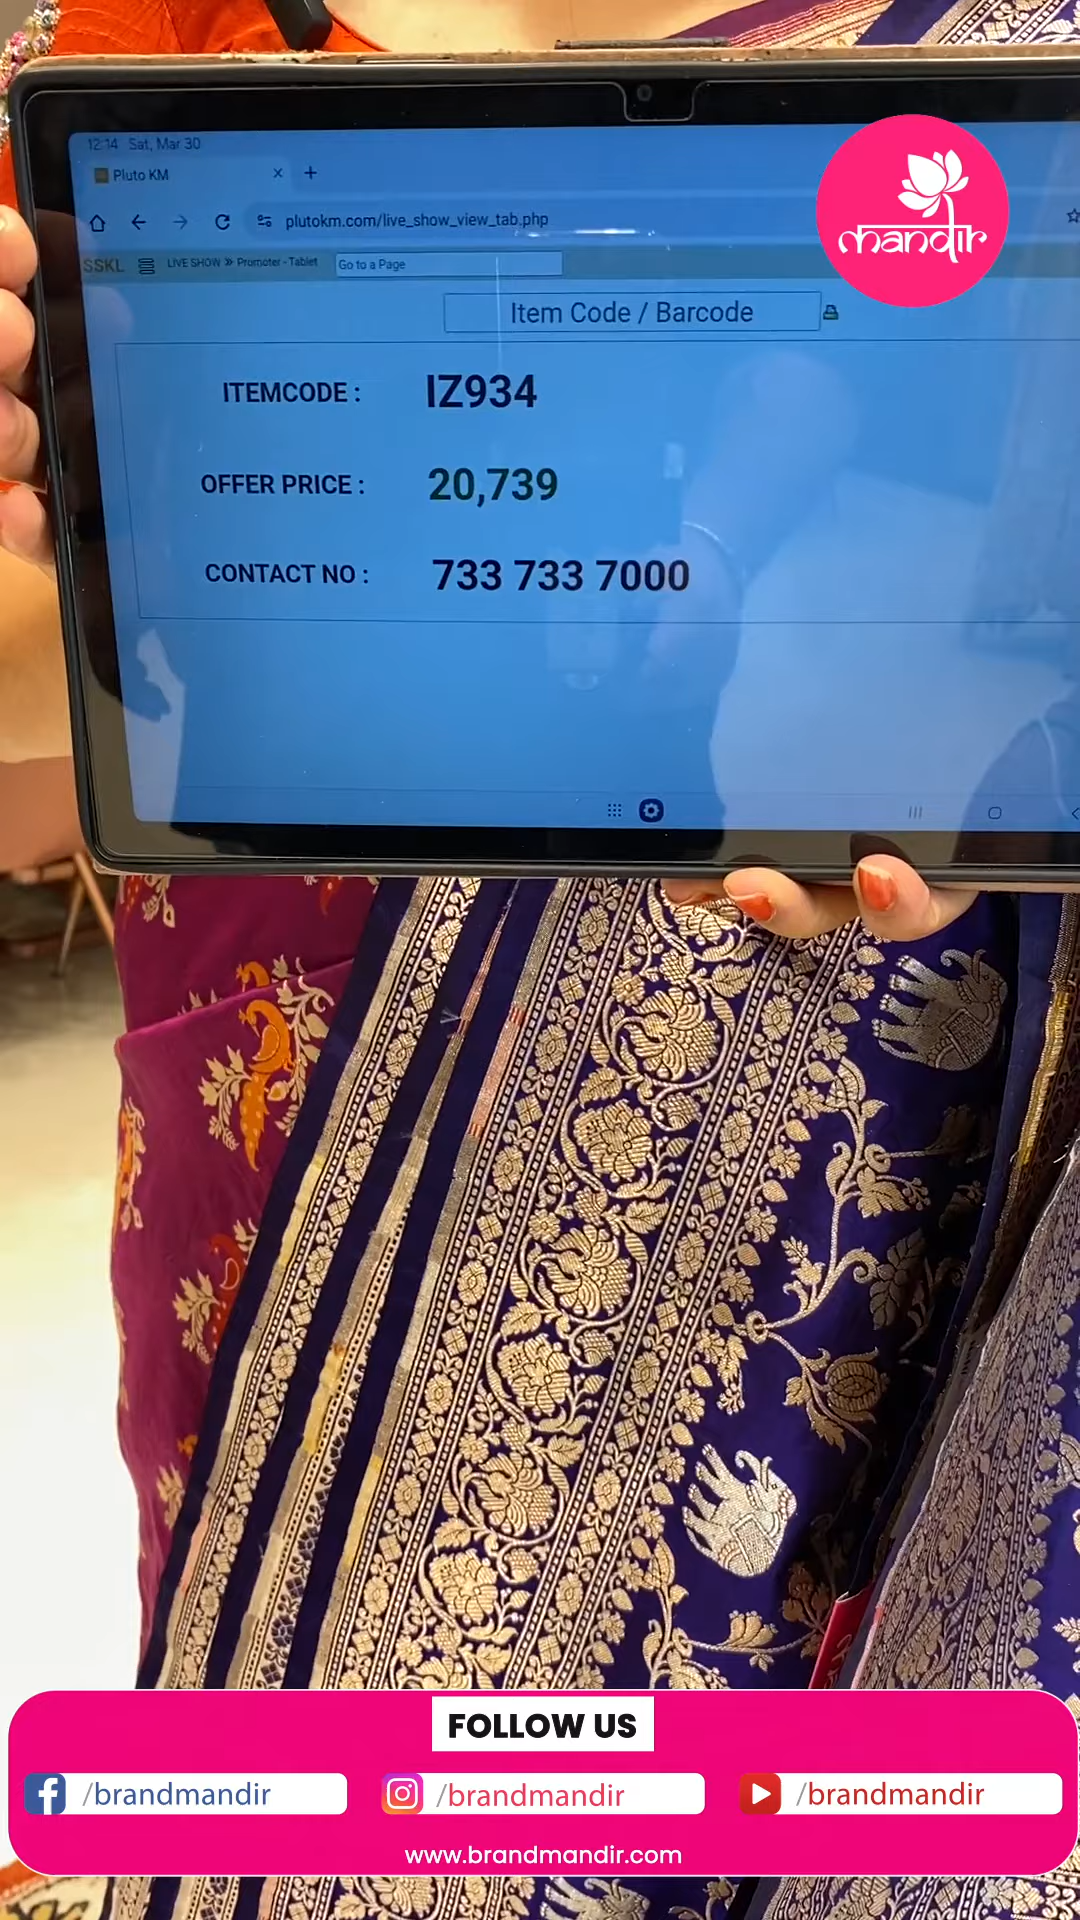 12:14 Sat, Mar 30
Pluto KM
plutokm.com/live_show_view_tab.php
mandir
SSKL
LIVE SHOW » Promoter - Tablet
Go to a Page
Item Code / Barcode
ITEMCODE : IZ934
OFFER PRICE : 20,739
CONTACT NO : 733 733 7000
FOLLOW US
/brandmandir /brandmandir /brandmandir
www.brandmandir.com